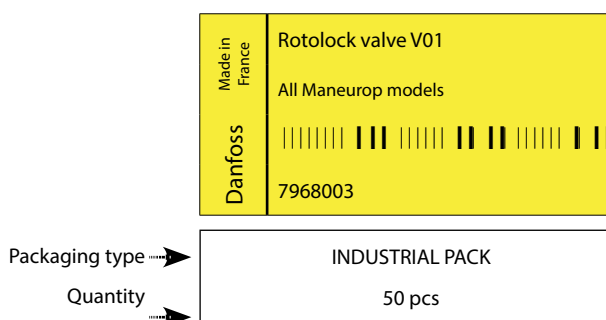 Made in
France
Danfoss
Rotolock valve V01
All Maneurop models
7968003
Packaging type
INDUSTRIAL PACK
Quantity
50 pcs